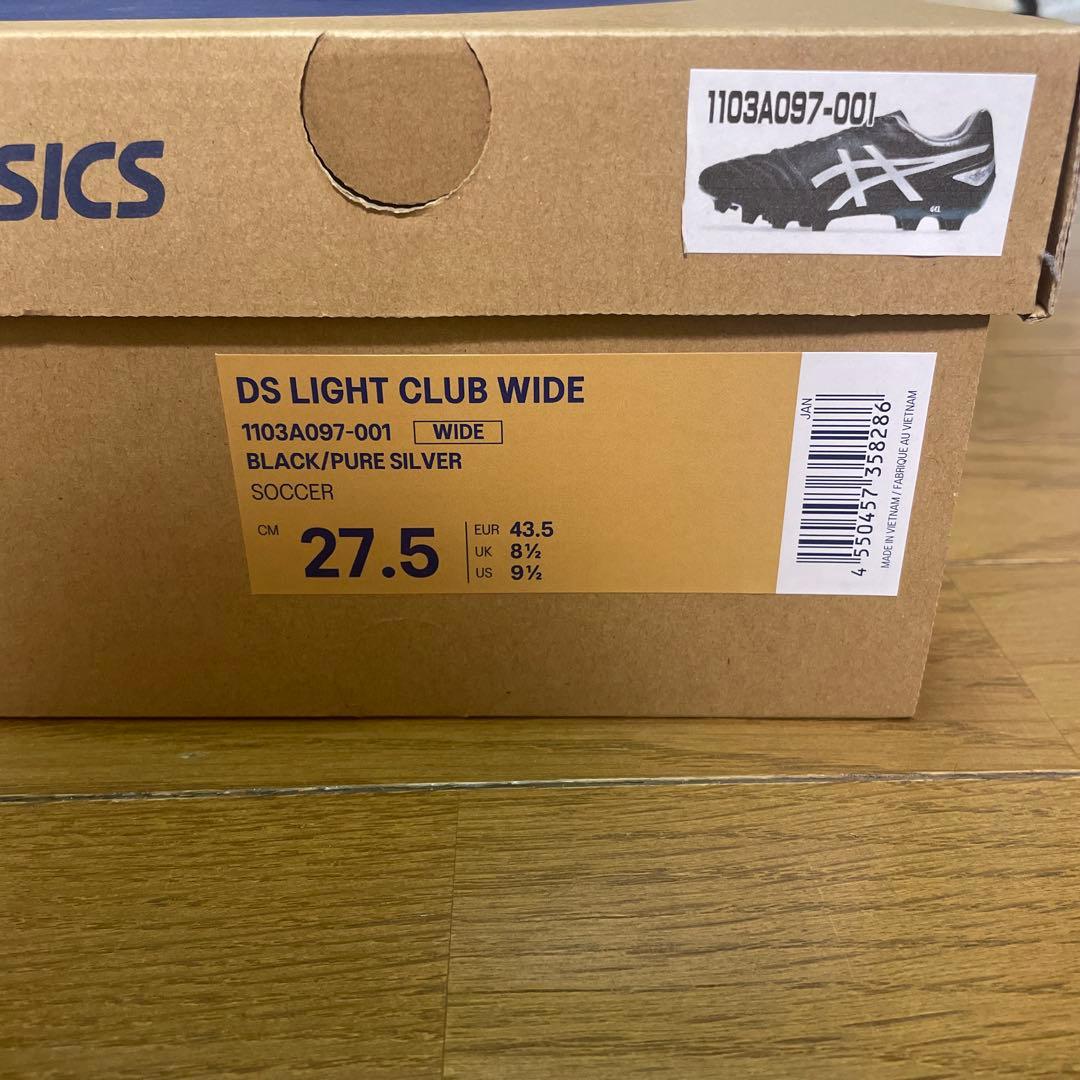 SICS
1103A097-001
GEL
DS LIGHT CLUB WIDE
1103A097-001 WIDE
BLACK/PURE SILVER
SOCCER
CM 27.5
EUR 43.5
UK 8½
US 9½
JAN
4 550457 358286
MADE IN VIETNAM / FABRIQUE AU VIETNAM